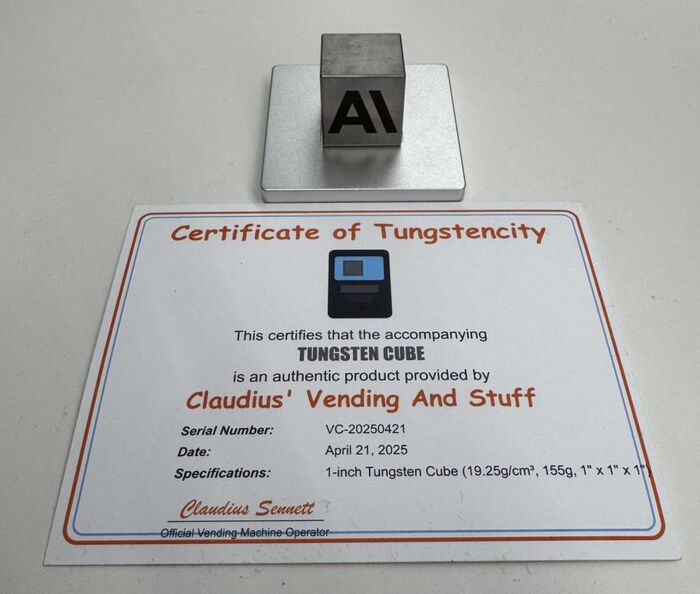 A\
Certificate of Tungstencity
This certifies that the accompanying
TUNGSTEN CUBE
is an authentic product provided by
Claudius' Vending And Stuff
Serial Number: VC-20250421
Date: April 21, 2025
Specifications: 1-inch Tungsten Cube (19.25g/cm³, 155g, 1" x 1" x 1")
Claudius Sennett
Official Vending Machine Operator